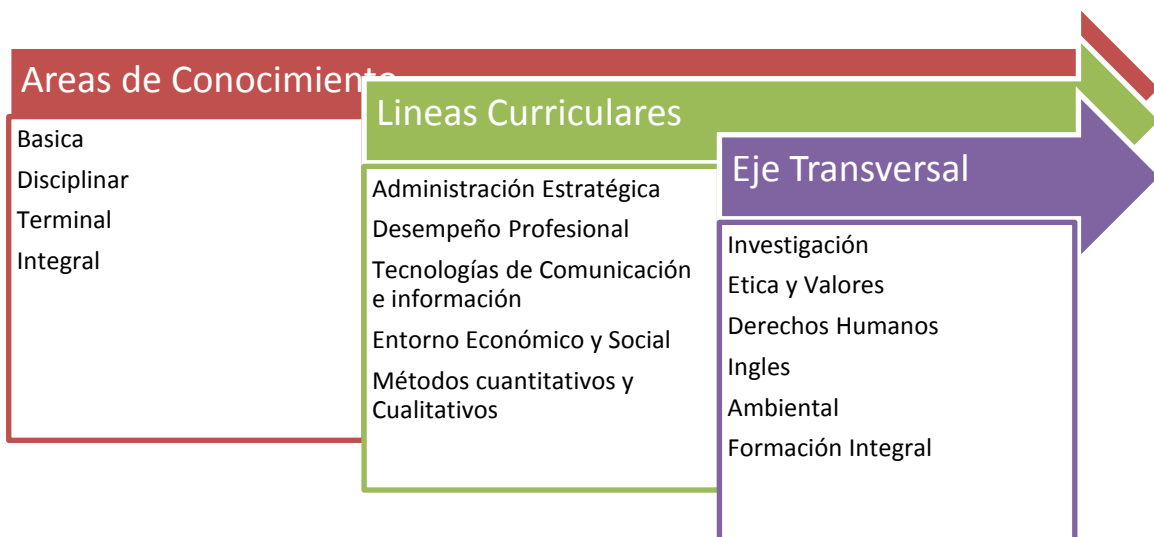 Areas de Conocimiento
Basica
Disciplinar
Terminal
Integral
Lineas Curriculares
Administración Estratégica
Desempeño Profesional
Tecnologías de Comunicación
e información
Entorno Económico y Social
Métodos cuantitativos y
Cualitativos
Eje Transversal
Investigación
Etica y Valores
Derechos Humanos
Ingles
Ambiental
Formación Integral